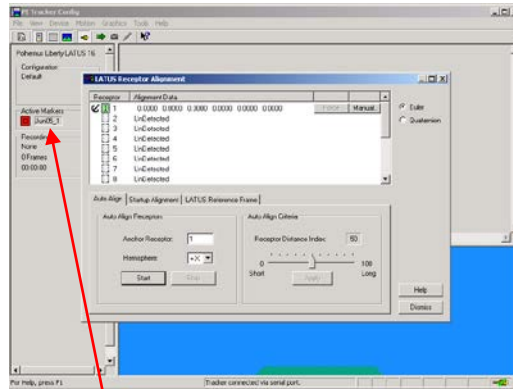 PI Tracker Config
File View Device Motion Graphics Tools Help
Polhemus Liberty LATUS 16
Configuration
Default
Active Markers
Recorded
None
0 Frames
00:00:00
LATUS Receptor Alignment
Receptor Alignment Data
1 0.0000 0.8000 0.3080 0.0000 0.0000 0.0000 Force Manual...
2 UnDetected
3 UnDetected
4 UnDetected
5 UnDetected
6 UnDetected
7 UnDetected
8 UnDetected
Euler
Quaternion
Auto Align Startup Alignment LATUS Reference Frame
Auto Align Receptors
Anchor Receptor: 1
Hemisphere: +X
Start Stop
Auto Align Criteria
Receptor Distance Index: 50
0 100
Short Long
Apply
Help
Dismiss
For Help, press F1
Tracker connected via serial port.